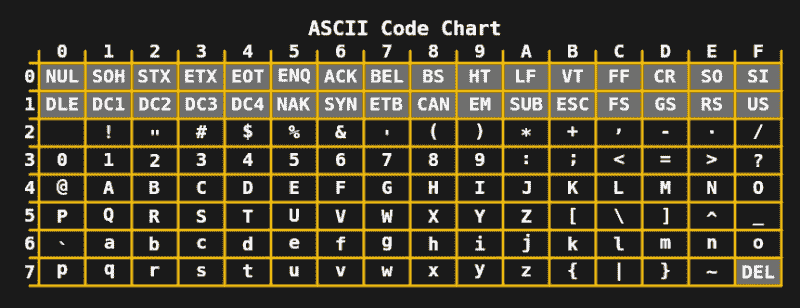 ASCII Code Chart
0 1 2 3 4 5 6 7 8 9 A B C D E F
0 NUL SOH STX ETX EOT ENQ ACK BEL BS HT LF VT FF CR SO SI
1 DLE DC1 DC2 DC3 DC4 NAK SYN ETB CAN EM SUB ESC FS GS RS US
2 ! " # $ % & ' ( ) * + , - . /
3 0 1 2 3 4 5 6 7 8 9 : ; < = > ?
4 @ A B C D E F G H I J K L M N O
5 P Q R S T U V W X Y Z [ \ ] ^ _
6 ` a b c d e f g h i j k l m n o
7 p q r s t u v w x y z { | } ~ DEL